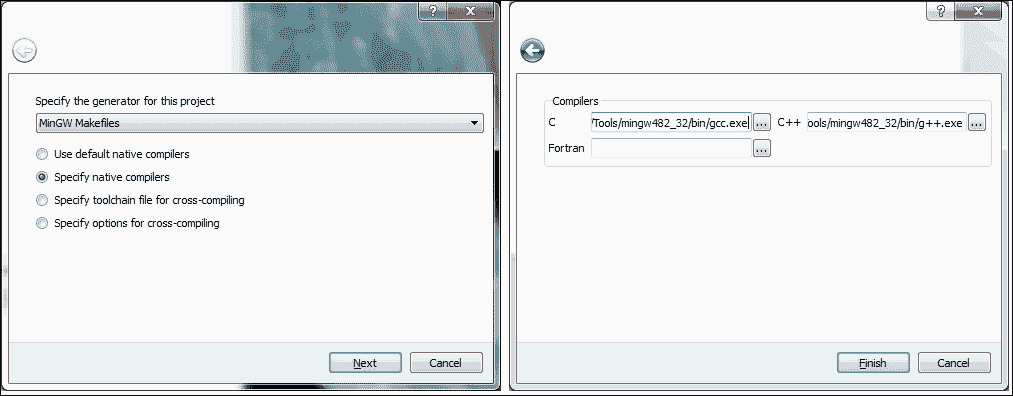 Specify the generator for this project
MinGW Makefiles
Use default native compilers
Specify native compilers
Specify toolchain file for cross-compiling
Specify options for cross-compiling
Next
Cancel
Compilers
C /Tools/mingw482_32/bin/gcc.exe ... C++ ools/mingw482_32/bin/g++.exe ...
Fortran ...
Finish
Cancel